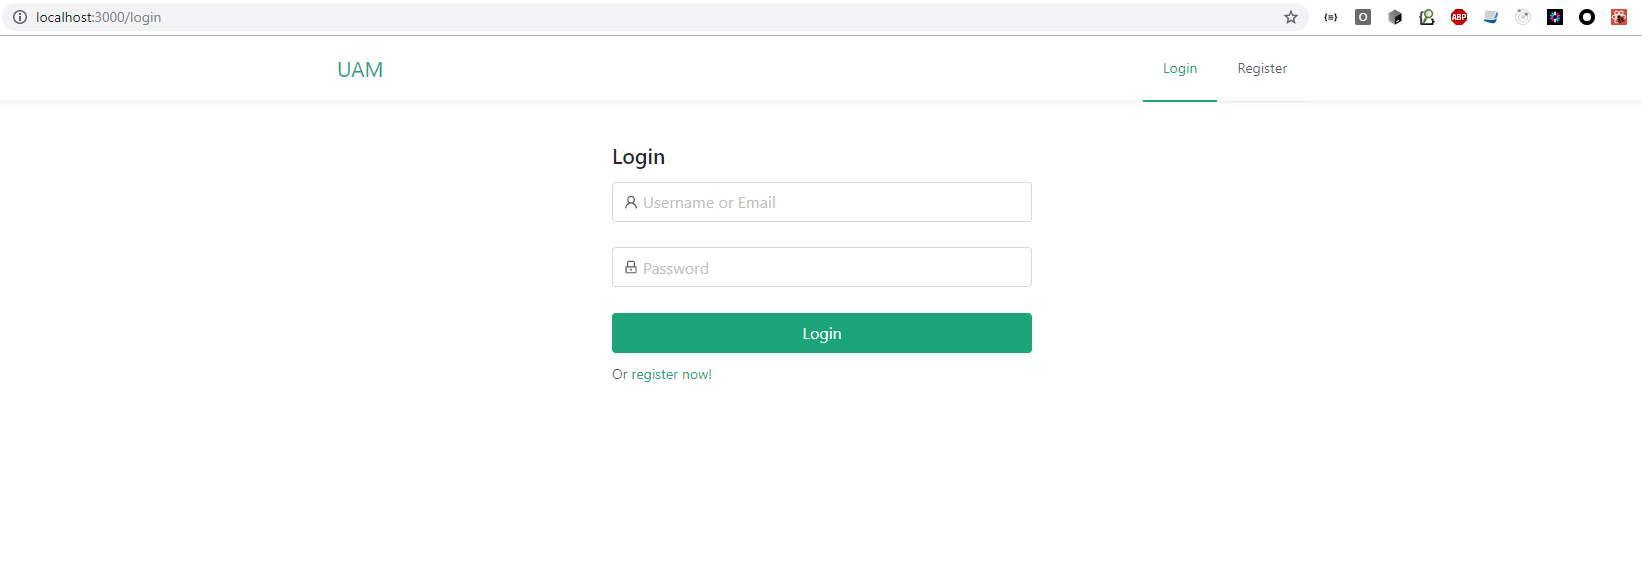 localhost:3000/login
{≡} O ABP
UAM
Login Register
Login
Username or Email
Password
Login
Or register now!